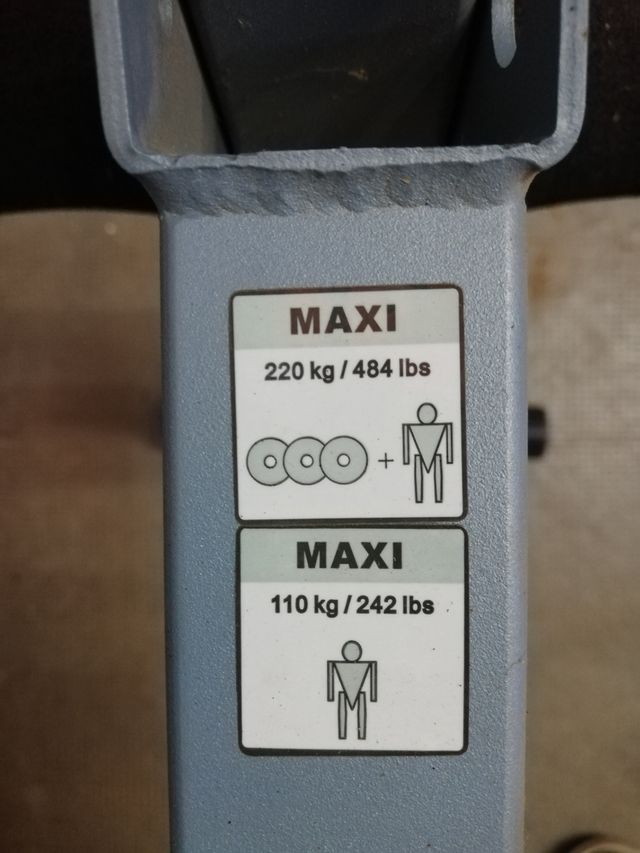 MAXI
220 kg / 484 lbs
+
MAXI
110 kg / 242 lbs